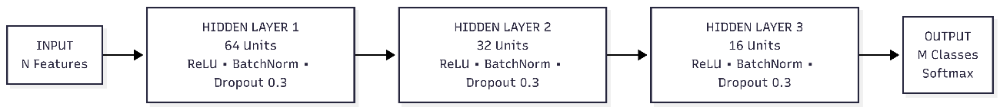 INPUT
N Features
HIDDEN LAYER 1
64 Units
ReLU ▪ BatchNorm ▪
Dropout 0.3
HIDDEN LAYER 2
32 Units
ReLU ▪ BatchNorm ▪
Dropout 0.3
HIDDEN LAYER 3
16 Units
ReLU ▪ BatchNorm ▪
Dropout 0.3
OUTPUT
M Classes
Softmax